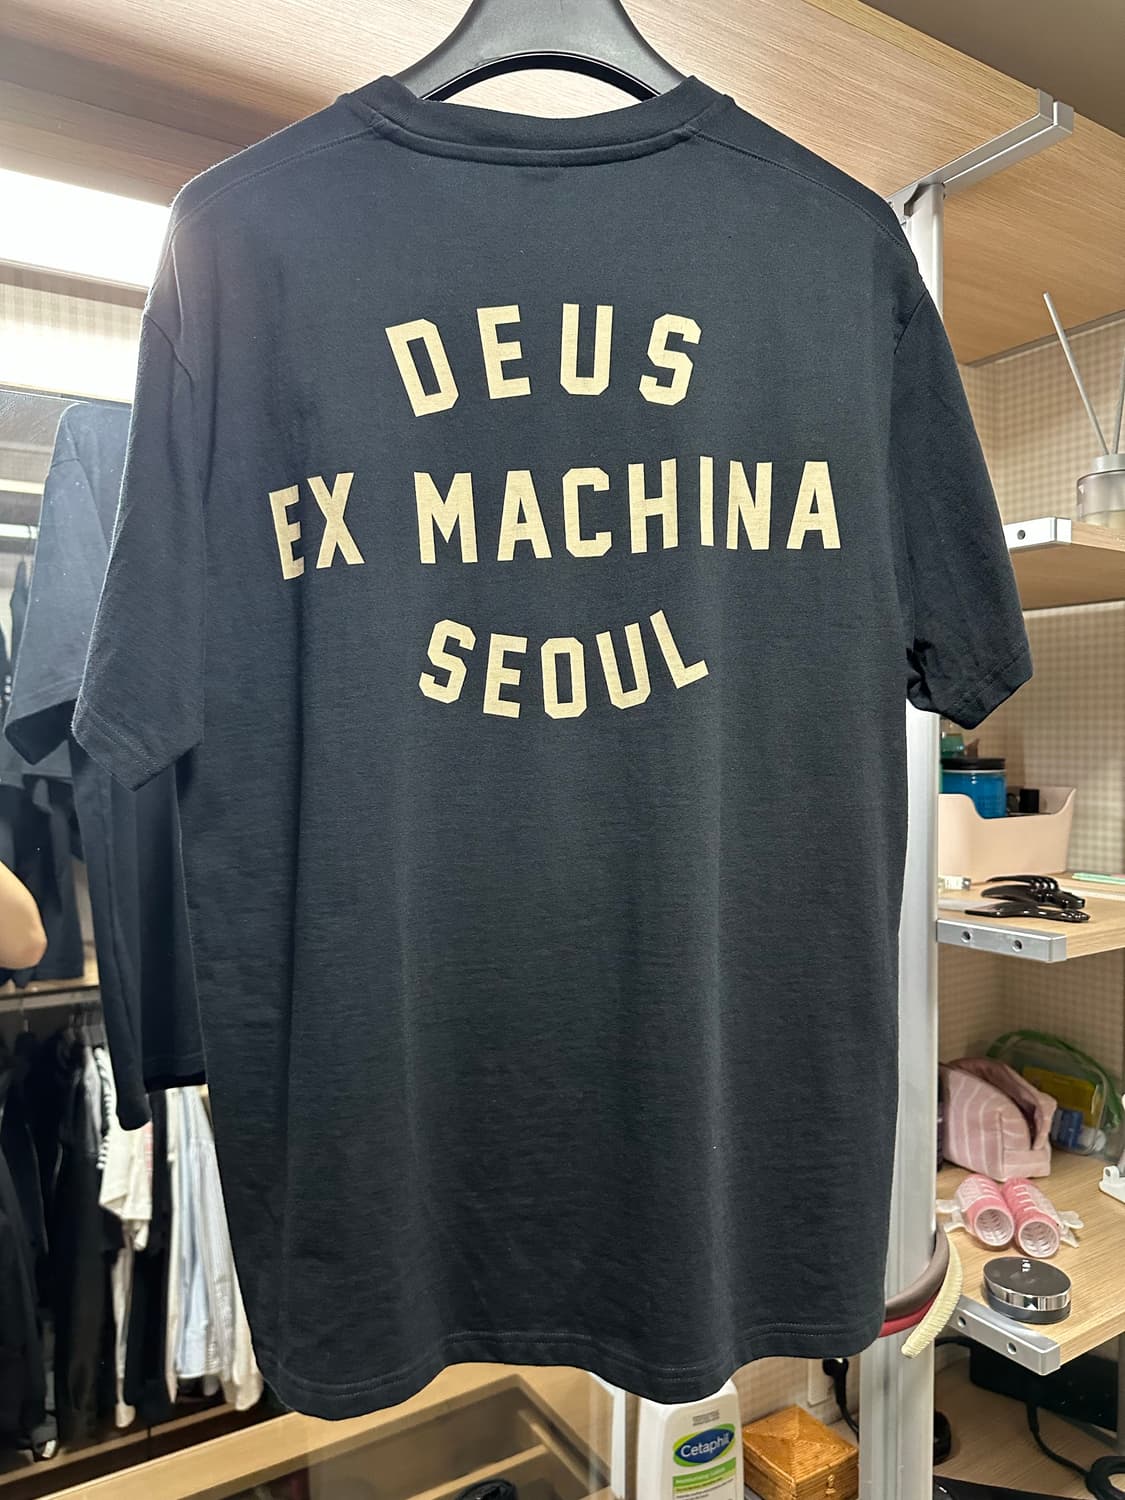 DEUS
EX MACHINA
SEOUL
Cetaphil